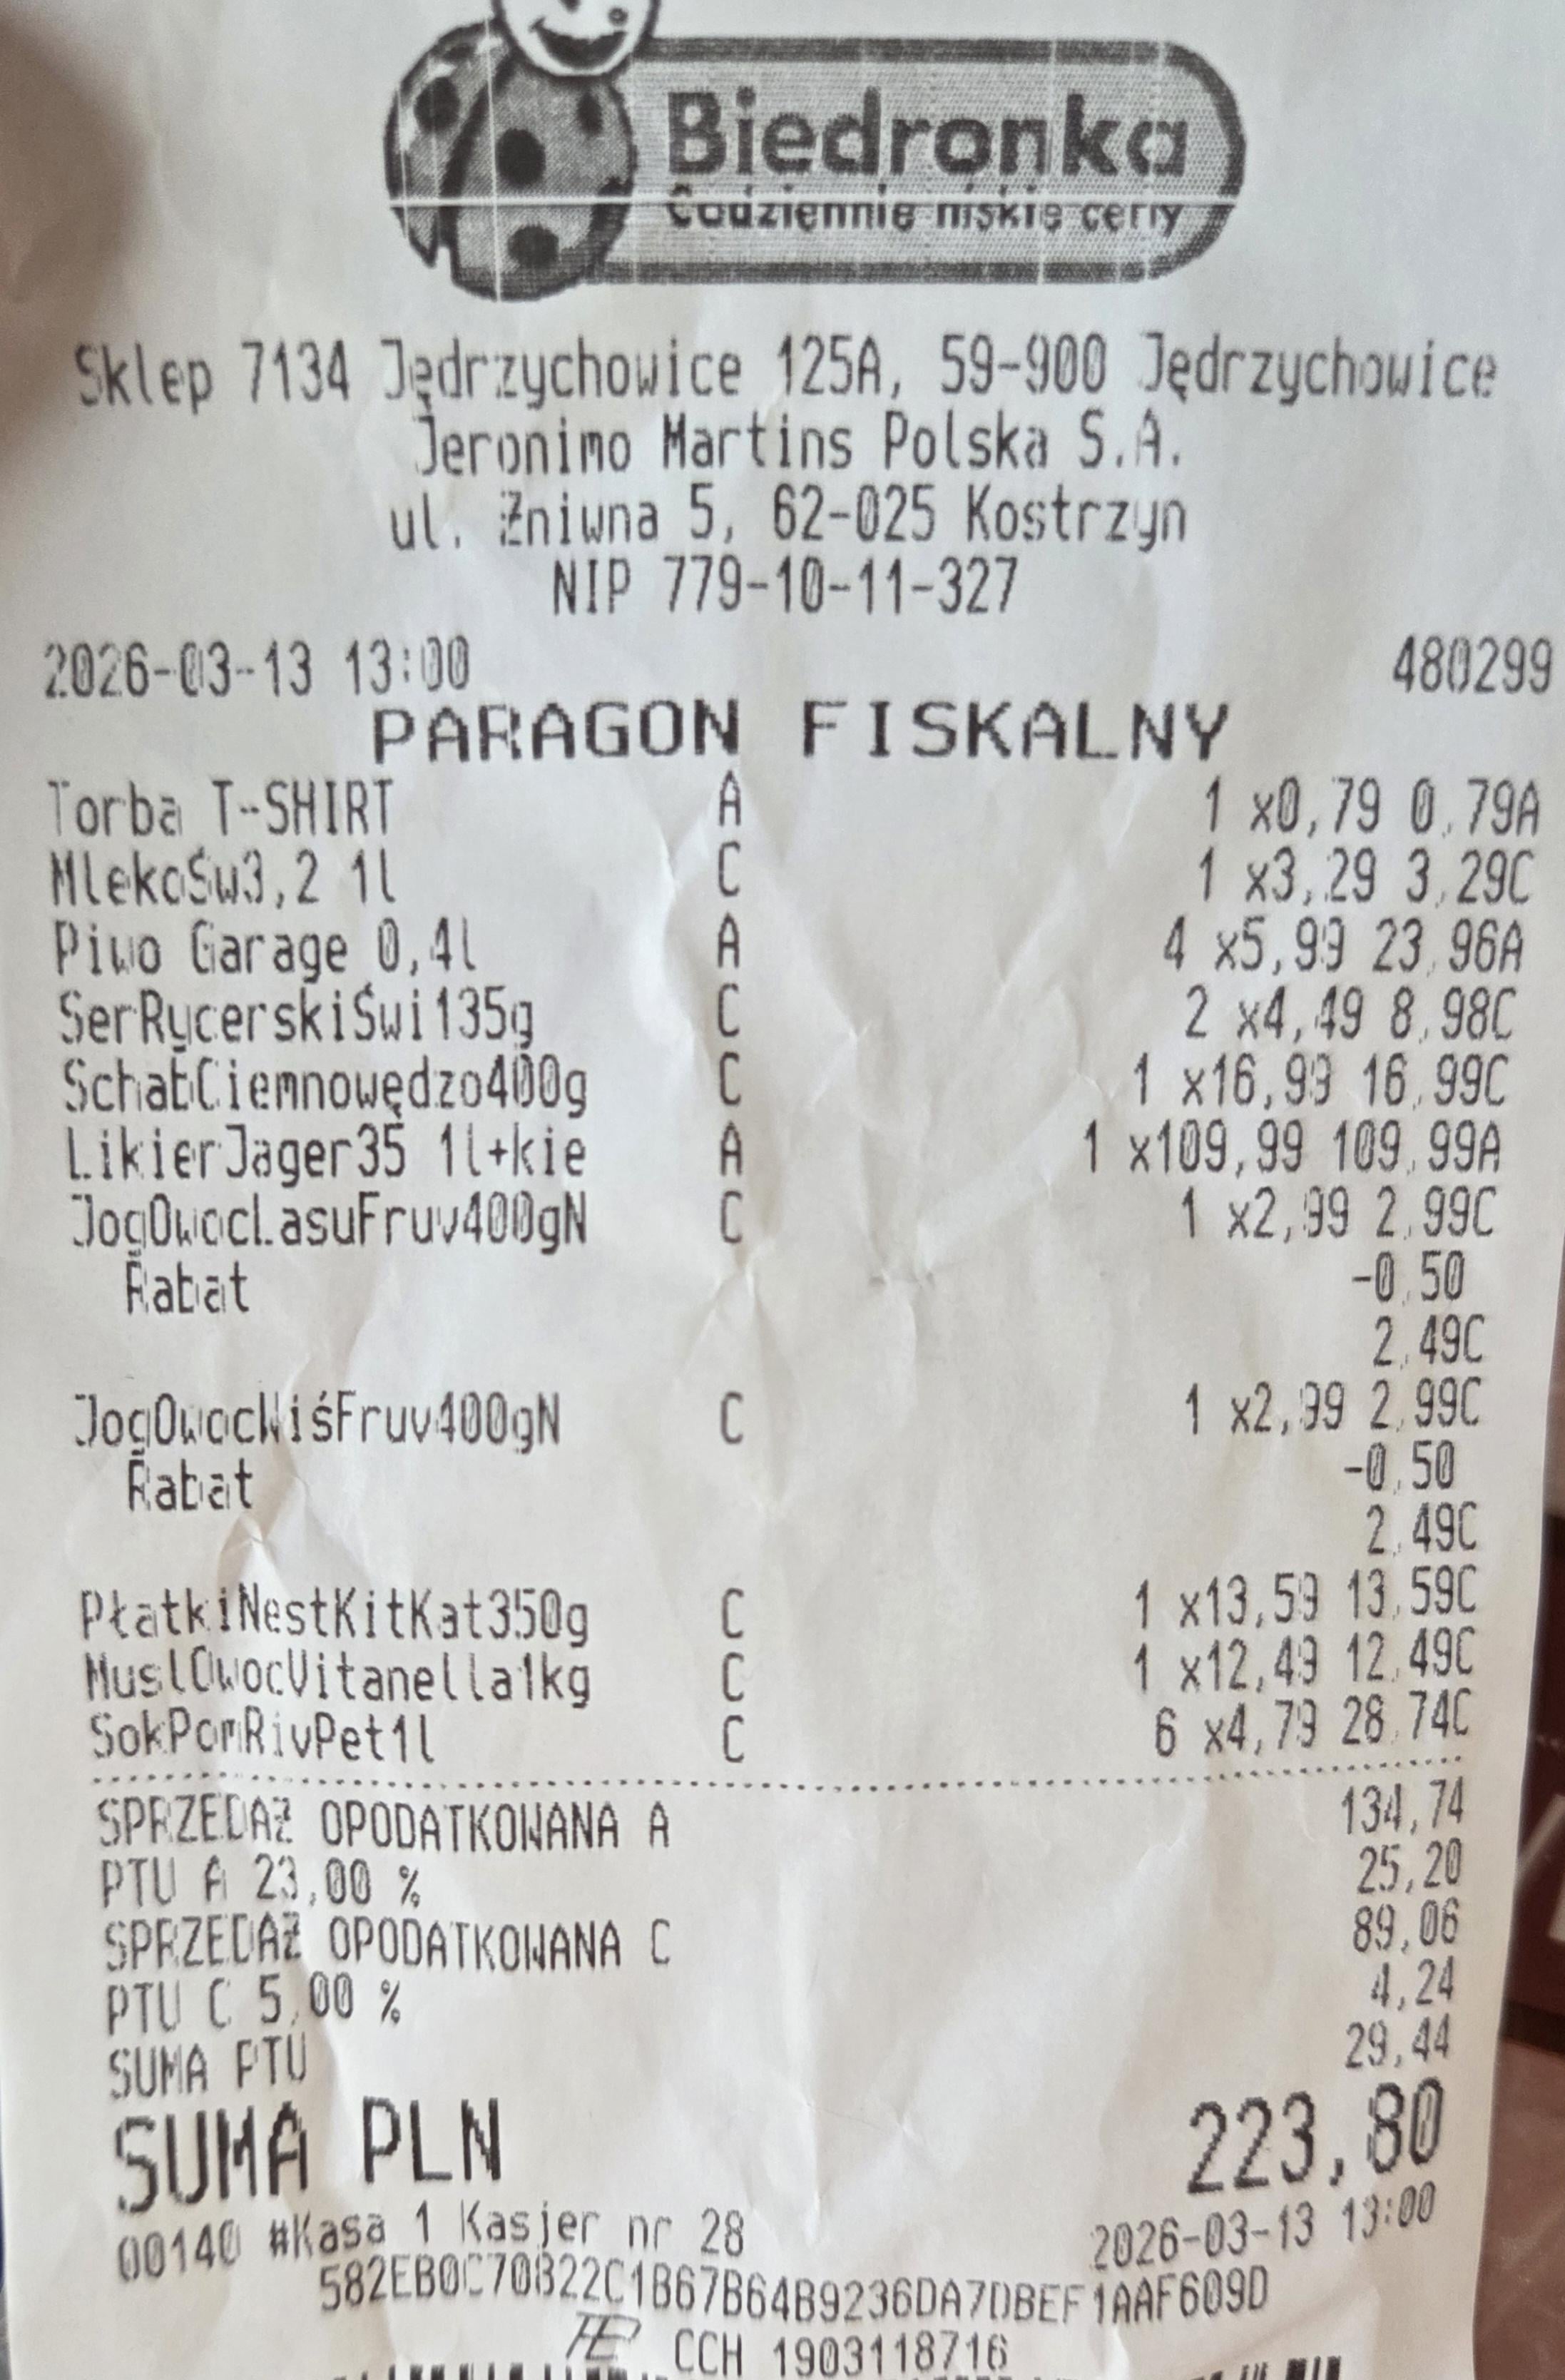 Biedronka
Codziennie niskie ceny
Sklep 7134 Jędrzychowice 125A, 59-900 Jędrzychowice
Jeronimo Martins Polska S.A.
ul. Żniwna 5, 62-025 Kostrzyn
NIP 779-10-11-327
2026-03-13 13:00 480299
PARAGON FISKALNY
Torba T-SHIRT A 1 x0,79 0,79A
MlekoŚw3,2 1l C 1 x3,29 3,29C
Piwo Garage 0,4l A 4 x5,99 23,96A
SerRycerskiŚwi135g C 2 x4,49 8,98C
SchabCiemnowędzo400g C 1 x16,99 16,99C
LikierJager35 1l+kie A 1 x109,99 109,99A
JogOwocLasuFruv400gN C 1 x2,99 2,99C
Rabat -0,50
2,49C
JogOwocWiśFruv400gN C 1 x2,99 2,99C
Rabat -0,50
2,49C
PłatkiNestKitKat350g C 1 x13,59 13,59C
MuslOwocVitanella1kg C 1 x12,49 12,49C
SokPomRivPet1l C 6 x4,79 28,74C
SPRZEDAŻ OPODATKOWANA A 134,74
PTU A 23,00 % 25,20
SPRZEDAŻ OPODATKOWANA C 89,06
PTU C 5,00 % 4,24
SUMA PTU 29,44
SUMA PLN 223,80
00140 #Kasa 1 Kasjer nr 28 2026-03-13 13:00
582EB0C70822C1B67B64B9236DA7DBEF1AAF609D
CCH 1903118716